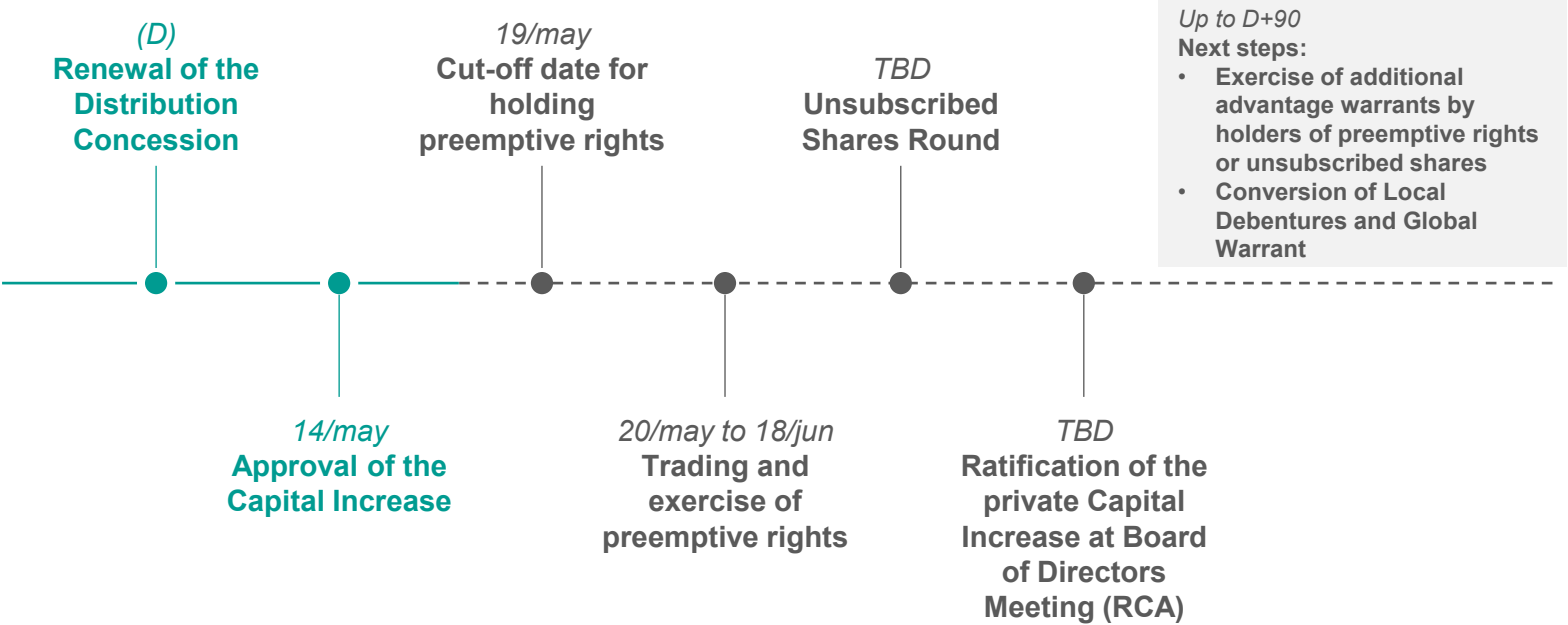 (D)
Renewal of the
Distribution
Concession
14/may
Approval of the
Capital Increase
19/may
Cut-off date for
holding
preemptive rights
20/may to 18/jun
Trading and
exercise of
preemptive rights
TBD
Unsubscribed
Shares Round
TBD
Ratification of the
private Capital
Increase at Board
of Directors
Meeting (RCA)
Up to D+90
Next steps:
• Exercise of additional
advantage warrants by
holders of preemptive rights
or unsubscribed shares
• Conversion of Local
Debentures and Global
Warrant